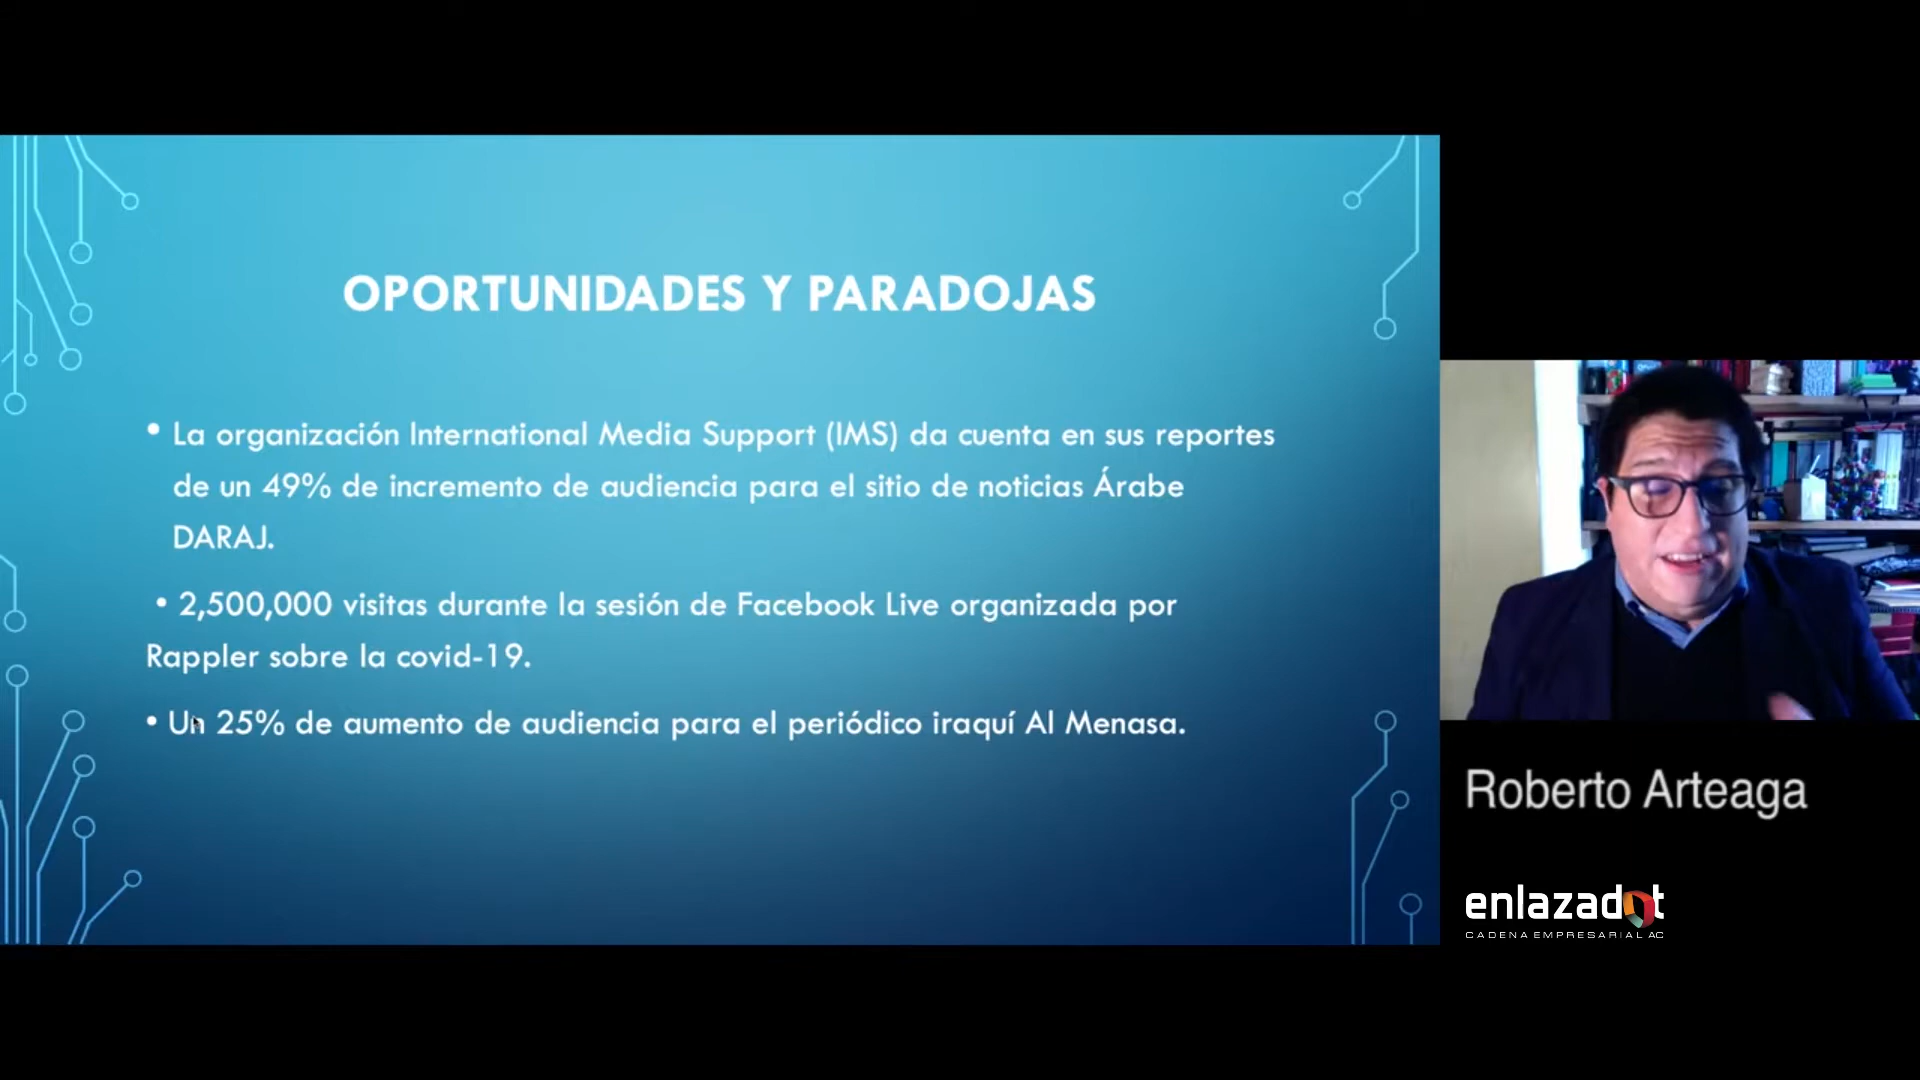 OPORTUNIDADES Y PARADOJAS
• La organización International Media Support (IMS) da cuenta en sus reportes
de un 49% de incremento de audiencia para el sitio de noticias Árabe
DARAJ.
• 2,500,000 visitas durante la sesión de Facebook Live organizada por
Rappler sobre la covid-19.
• Un 25% de aumento de audiencia para el periódico iraquí Al Menasa.
Roberto Arteaga
enlazadot
CADENA EMPRESARIAL AC